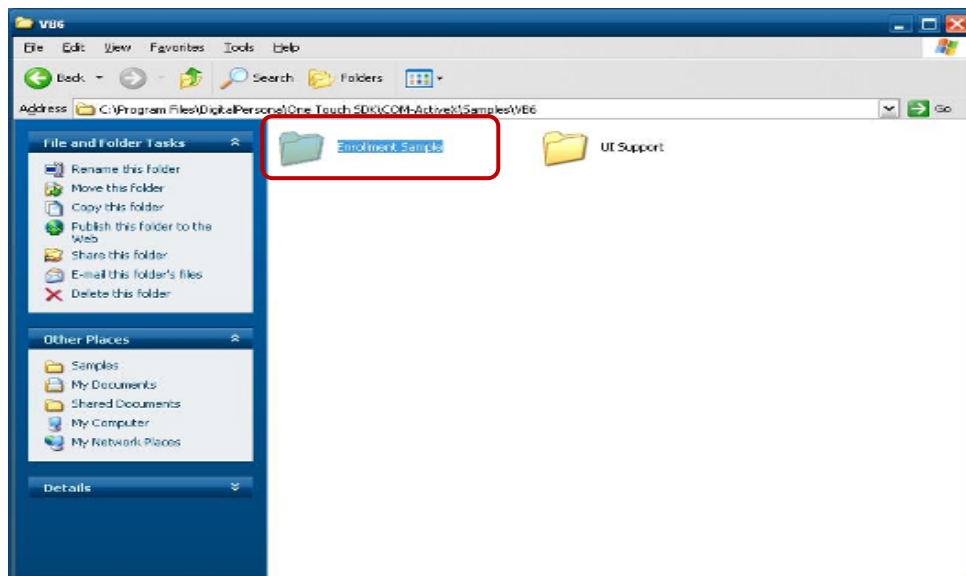 VB6
File Edit View Favorites Tools Help
Back Search Folders
Address C:\Program Files\DigitalPersona\One Touch SDK\COM-ActiveX\Samples\VB6 Go
File and Folder Tasks
Rename this folder
Move this folder
Copy this folder
Publish this folder to the
Web
Share this folder
E-mail this folder's files
Delete this folder
Other Places
Samples
My Documents
Shared Documents
My Computer
My Network Places
Details
Enrollment Sample
UI Support